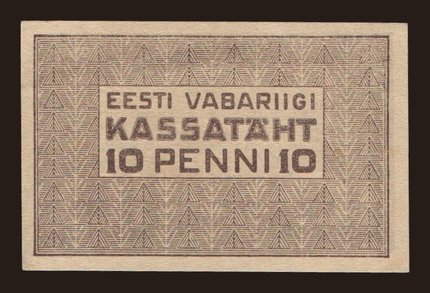 EESTI VABARIIGI
KASSATÄHT
10 PENNI 10